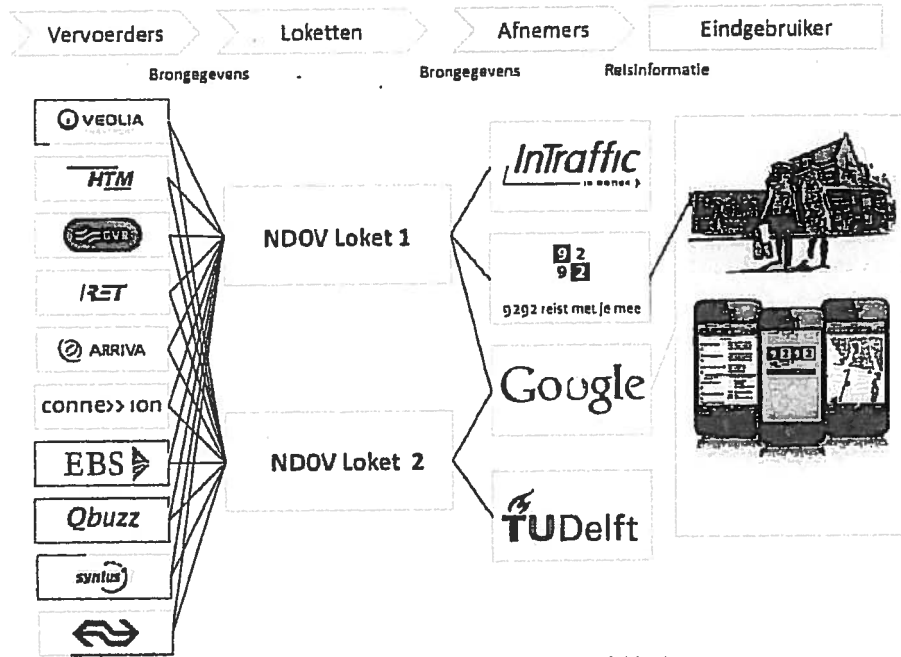 Vervoerders
Loketten
Afnemers
Eindgebruiker
Brongegevens
Brongegevens
Reisinformatie
VEOLIA
HTM
GVB
RET
ARRIVA
connexxion
EBS
Qbuzz
syntus
NDOV Loket 1
NDOV Loket 2
InTraffic
9 2
9 2
9292 reist met je mee
Google
TUDelft
9292